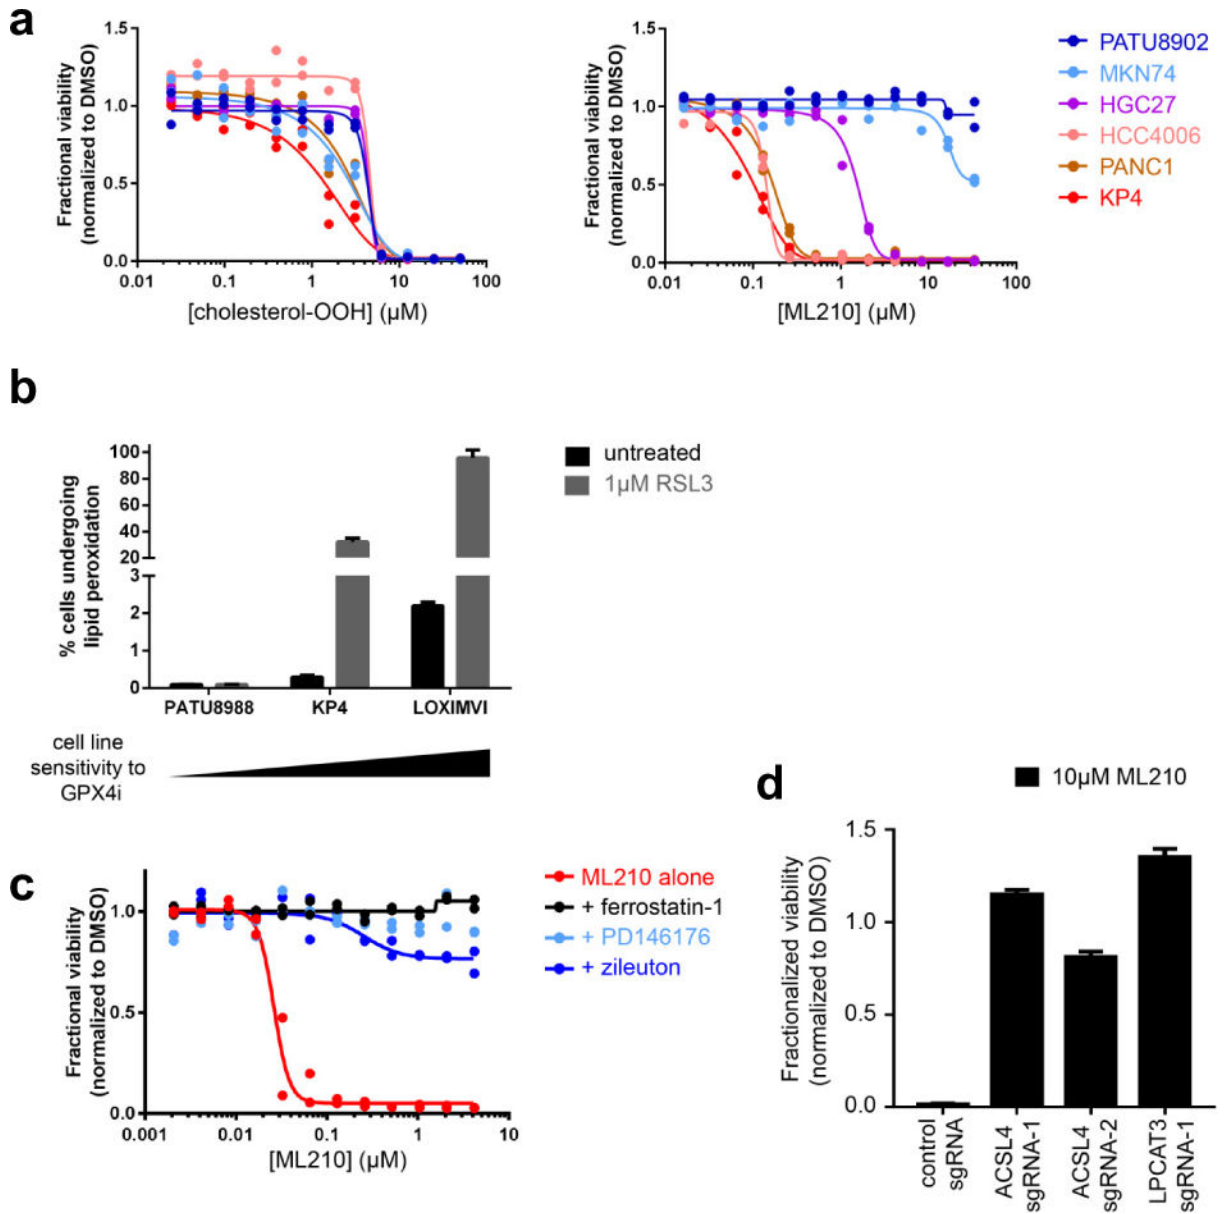 a
1.5
1.0
0.5
0.0
0.01
0.1
1
10
100
Fractional viability
(normalized to DMSO)
[cholesterol-OOH] (µM)
1.5
1.0
0.5
0.0
0.01
0.1
1
10
100
Fractional viability
(normalized to DMSO)
[ML210] (µM)
PATU8902
MKN74
HGC27
HCC4006
PANC1
KP4
b
100
80
60
40
20
3
2
1
0
% cells undergoing
lipid peroxidation
PATU8988
KP4
LOXIMVI
untreated
1µM RSL3
cell line
sensitivity to
GPX4i
c
1.0
0.5
0.0
0.001
0.01
0.1
1
10
Fractional viability
(normalized to DMSO)
[ML210] (µM)
ML210 alone
+ ferrostatin-1
+ PD146176
+ zileuton
d
10µM ML210
1.5
1.0
0.5
0.0
Fractionalized viability
(normalized to DMSO)
control
sgRNA
ACSL4
sgRNA-1
ACSL4
sgRNA-2
LPCAT3
sgRNA-1